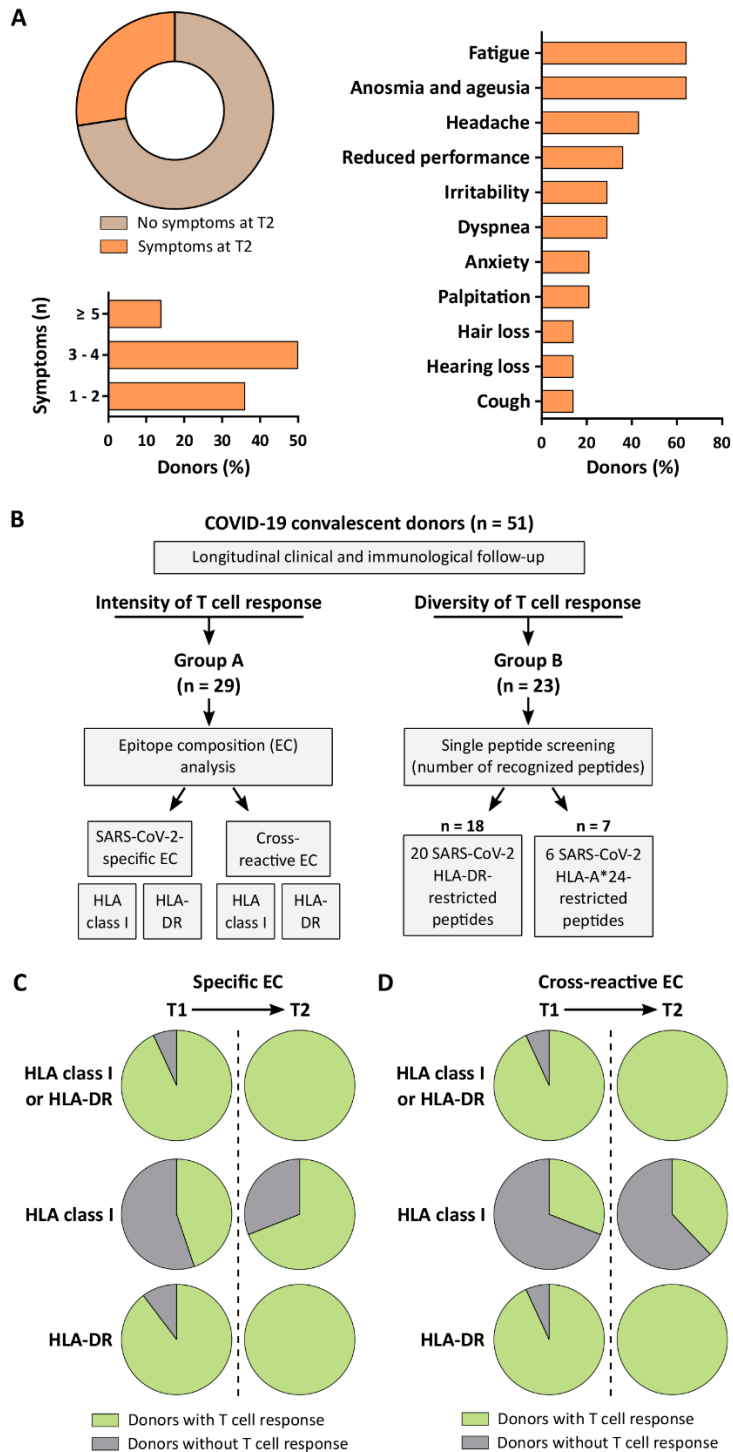 A
No symptoms at T2
Symptoms at T2
Symptoms (n)
≥ 5
3 - 4
1 - 2
0 10 20 30 40 50
Donors (%)
Fatigue
Anosmia and ageusia
Headache
Reduced performance
Irritability
Dyspnea
Anxiety
Palpitation
Hair loss
Hearing loss
Cough
0 20 40 60 80
Donors (%)
B
COVID-19 convalescent donors (n = 51)
Longitudinal clinical and immunological follow-up
Intensity of T cell response
Group A
(n = 29)
Epitope composition (EC)
analysis
SARS-CoV-2-
specific EC
Cross-
reactive EC
HLA
class I
HLA-
DR
HLA
class I
HLA-
DR
Diversity of T cell response
Group B
(n = 23)
Single peptide screening
(number of recognized peptides)
n = 18
20 SARS-CoV-2
HLA-DR-
restricted
peptides
n = 7
6 SARS-CoV-2
HLA-A*24-
restricted
peptides
C
Specific EC
T1 T2
HLA class I
or HLA-DR
HLA class I
HLA-DR
Donors with T cell response
Donors without T cell response
D
Cross-reactive EC
T1 T2
HLA class I
or HLA-DR
HLA class I
HLA-DR
Donors with T cell response
Donors without T cell response